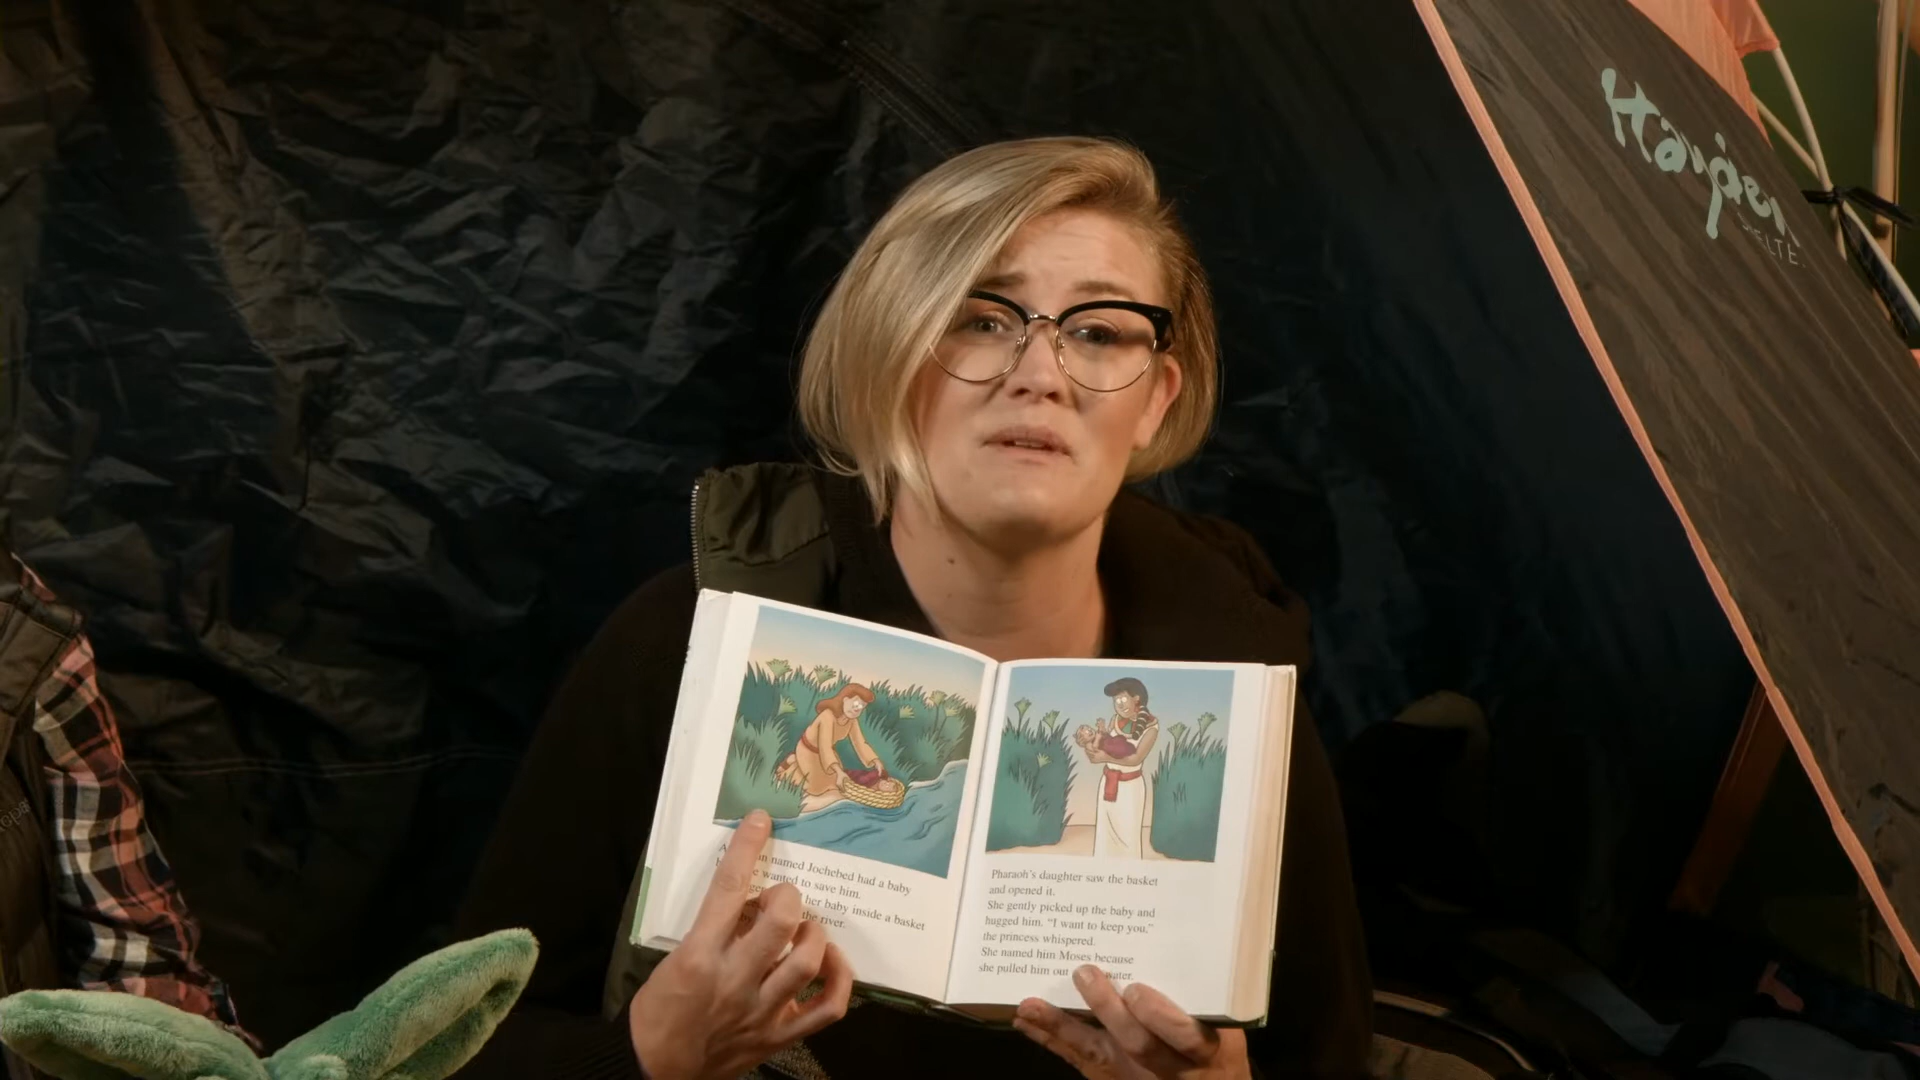 Hayden
named Jochebed had a baby
wanted to save him.
her baby inside a basket
the river.
Pharaoh's daughter saw the basket
and opened it.
She gently picked up the baby and
hugged him. "I want to keep you,"
the princess whispered.
She named him Moses because
she pulled him out water.